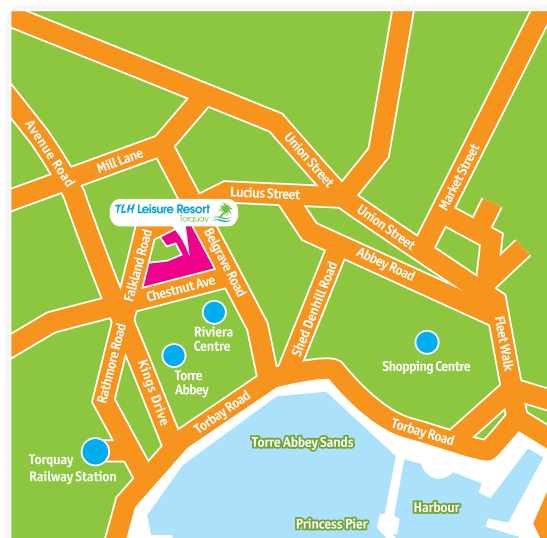 Avenue Road
Mill Lane
Union Street
Market Street
Lucius Street
TLH Leisure Resort
Torquay
Union Street
Falkland Road
Belgrave Road
Abbey Road
Chestnut Ave
Shed Denhill Road
Riviera
Centre
Rathmore Road
Kings Drive
Torre
Abbey
Shopping Centre
Fleet Walk
Torbay Road
Torbay Road
Torre Abbey Sands
Torquay
Railway Station
Harbour
Princess Pier